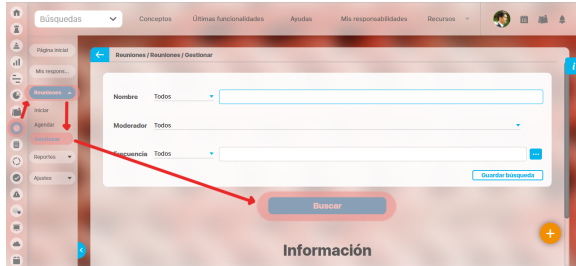 Búsquedas Conceptos Últimas funcionalidades Ayudas Mis responsabilidades Recursos
Página inicial
Reuniones / Reuniones / Gestionar
Mis respons...
Reuniones
Nombre Todos
Iniciar
Agendar
Moderador Todos
Gestionar
Frecuencia Todos
Reportes
Guardar búsqueda
Ajustes
Buscar
Información